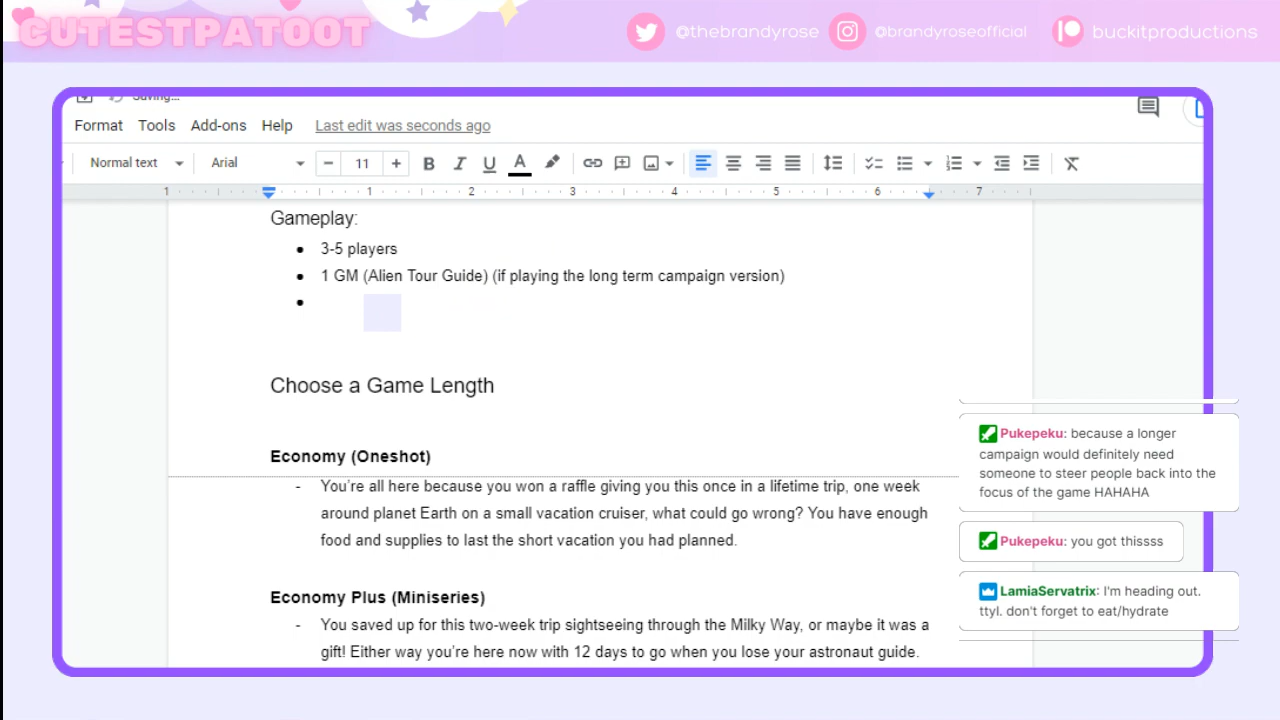 CUTESTPATOOT
@thebrandyrose
@brandyroseofficial
buckitproductions
Saving...
Format Tools Add-ons Help Last edit was seconds ago
Normal text Arial 11
1 1 2 3 4 5 6 7
Gameplay:
3-5 players
1 GM (Alien Tour Guide) (if playing the long term campaign version)
Choose a Game Length
Economy (Oneshot)
- You're all here because you won a raffle giving you this once in a lifetime trip, one week
around planet Earth on a small vacation cruiser, what could go wrong? You have enough
food and supplies to last the short vacation you had planned.
Economy Plus (Miniseries)
- You saved up for this two-week trip sightseeing through the Milky Way, or maybe it was a
gift! Either way you're here now with 12 days to go when you lose your astronaut guide.
Pukepeku: because a longer
campaign would definitely need
someone to steer people back into the
focus of the game HAHAHA
Pukepeku: you got thissss
LamiaServatrix: I'm heading out.
ttyl. don't forget to eat/hydrate